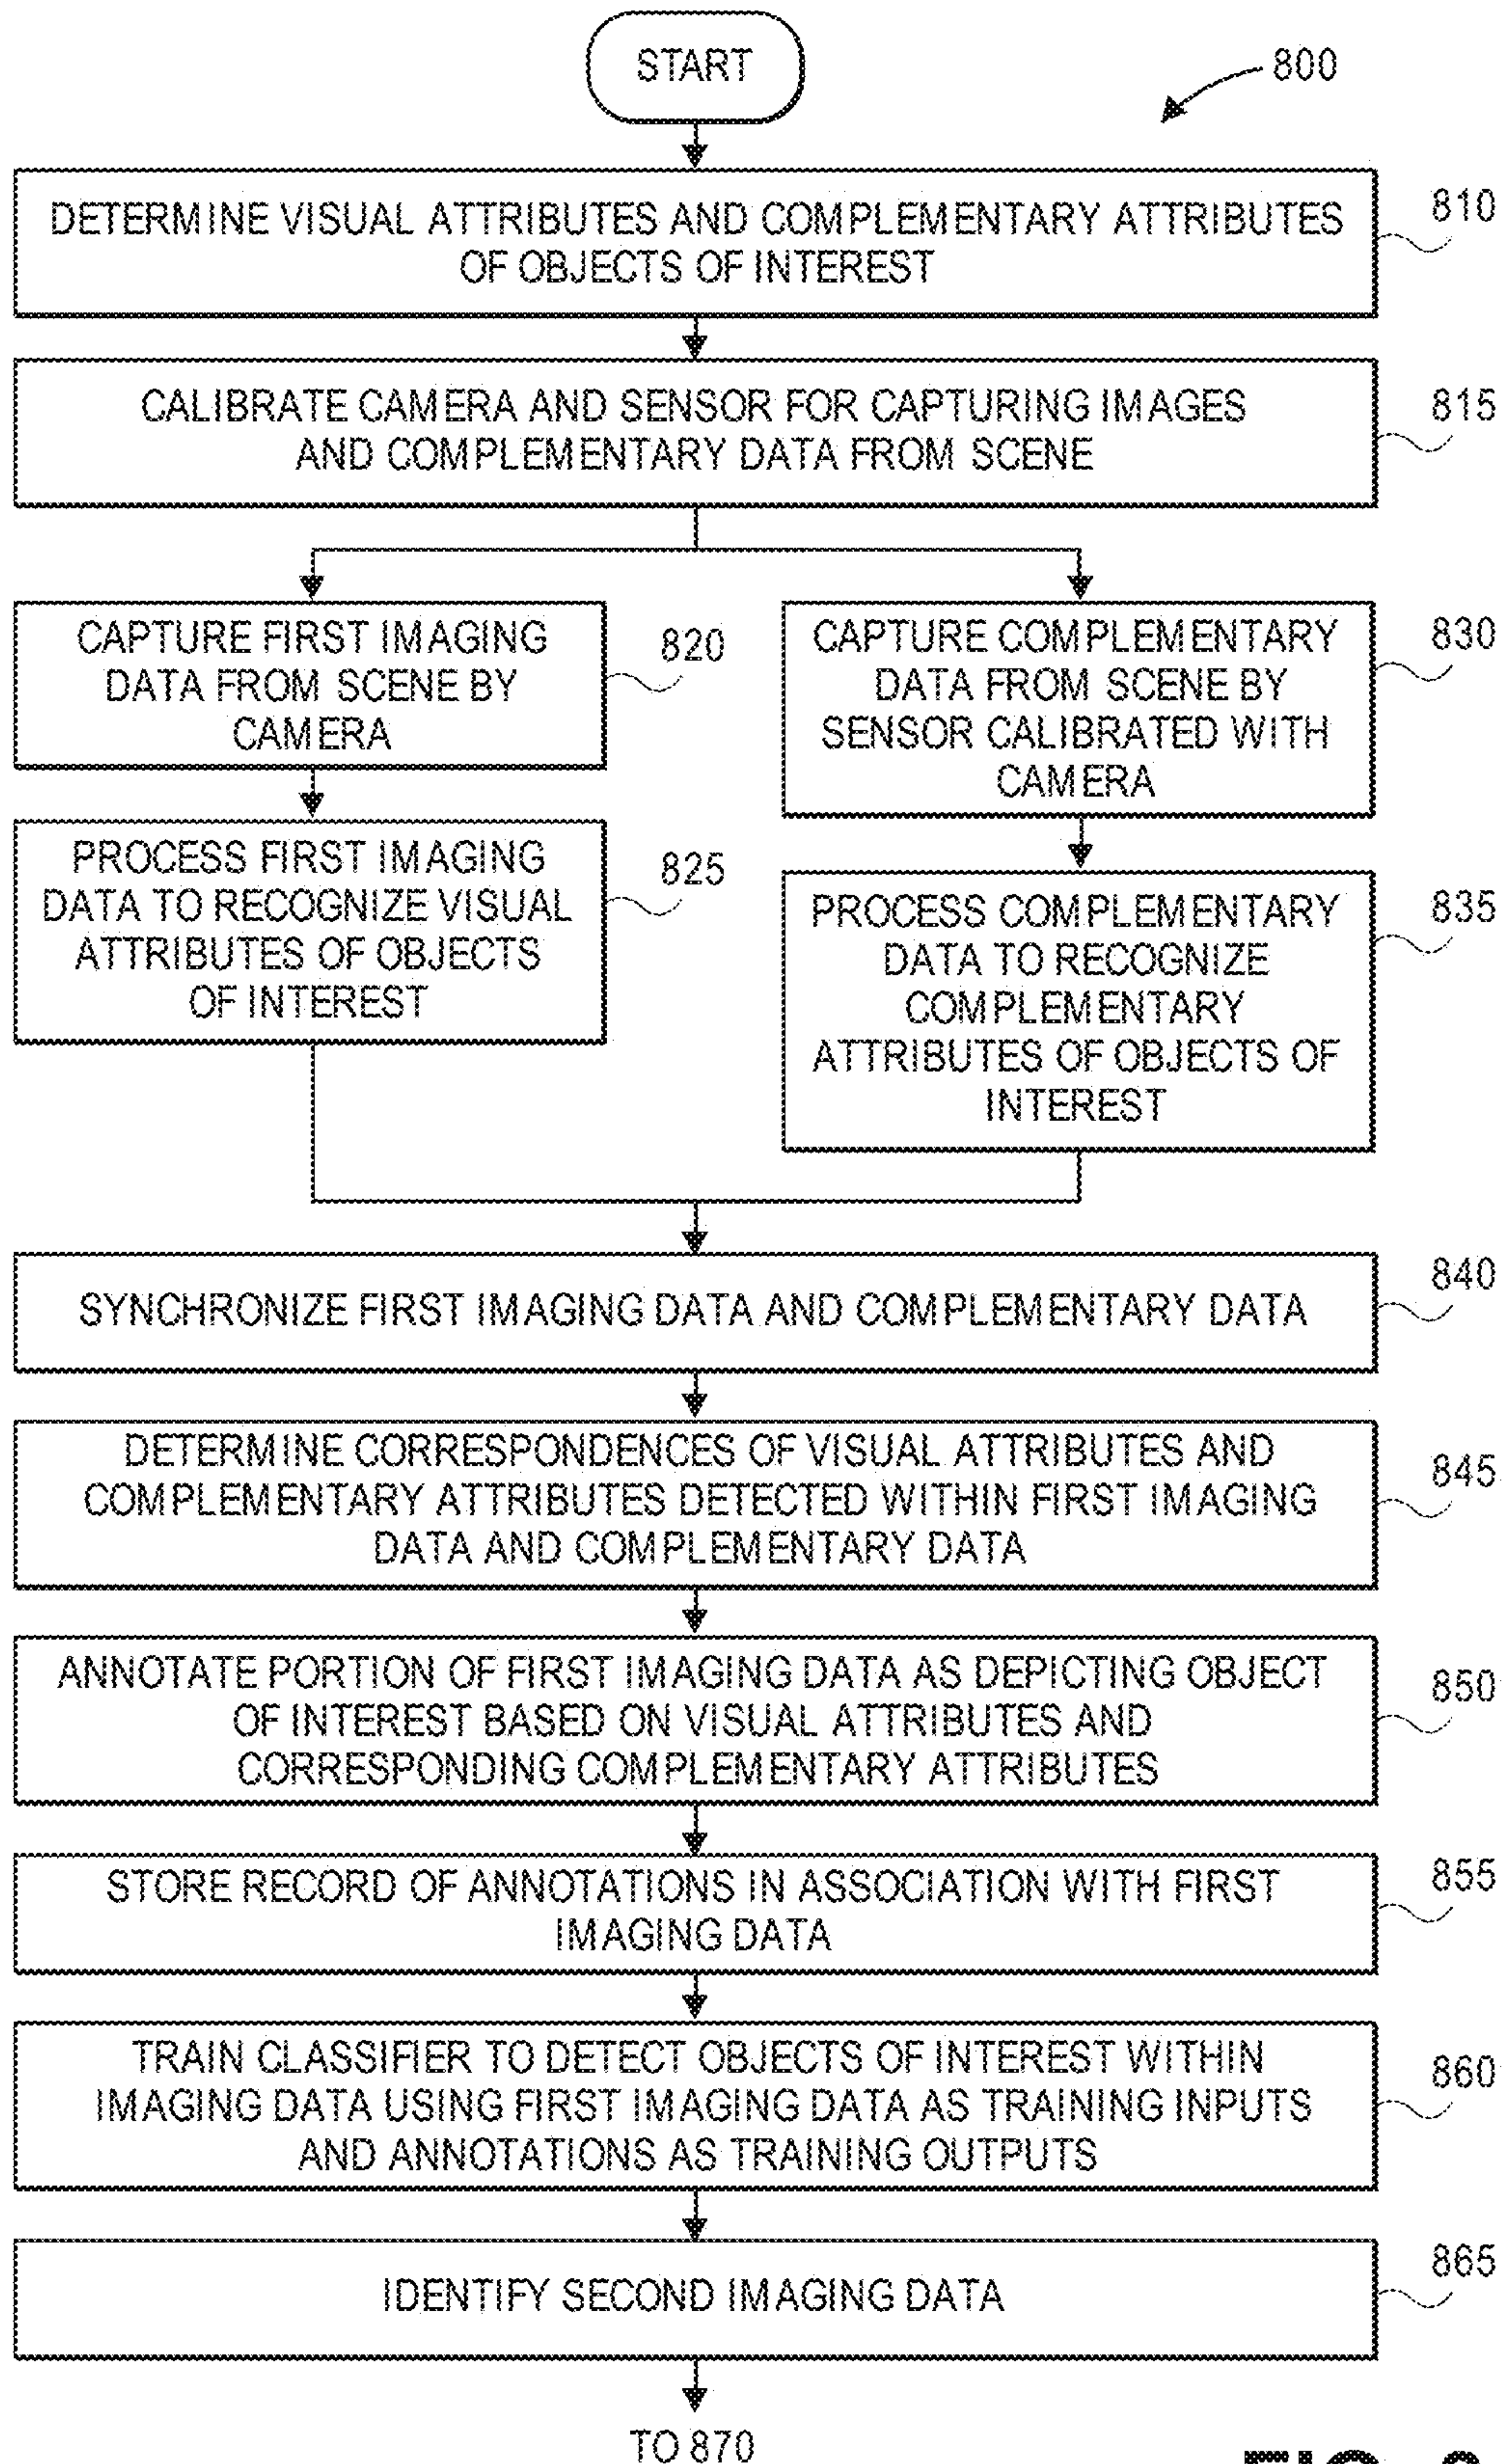 START
800
DETERMINE VISUAL ATTRIBUTES AND COMPLEMENTARY ATTRIBUTES
OF OBJECTS OF INTEREST
810
CALIBRATE CAMERA AND SENSOR FOR CAPTURING IMAGES
AND COMPLEMENTARY DATA FROM SCENE
815
CAPTURE FIRST IMAGING
DATA FROM SCENE BY
CAMERA
820
PROCESS FIRST IMAGING
DATA TO RECOGNIZE VISUAL
ATTRIBUTES OF OBJECTS
OF INTEREST
825
CAPTURE COMPLEMENTARY
DATA FROM SCENE BY
SENSOR CALIBRATED WITH
CAMERA
830
PROCESS COMPLEMENTARY
DATA TO RECOGNIZE
COMPLEMENTARY
ATTRIBUTES OF OBJECTS OF
INTEREST
835
SYNCHRONIZE FIRST IMAGING DATA AND COMPLEMENTARY DATA
840
DETERMINE CORRESPONDENCES OF VISUAL ATTRIBUTES AND
COMPLEMENTARY ATTRIBUTES DETECTED WITHIN FIRST IMAGING
DATA AND COMPLEMENTARY DATA
845
ANNOTATE PORTION OF FIRST IMAGING DATA AS DEPICTING OBJECT
OF INTEREST BASED ON VISUAL ATTRIBUTES AND
CORRESPONDING COMPLEMENTARY ATTRIBUTES
850
STORE RECORD OF ANNOTATIONS IN ASSOCIATION WITH FIRST
IMAGING DATA
855
TRAIN CLASSIFIER TO DETECT OBJECTS OF INTEREST WITHIN
IMAGING DATA USING FIRST IMAGING DATA AS TRAINING INPUTS
AND ANNOTATIONS AS TRAINING OUTPUTS
860
IDENTIFY SECOND IMAGING DATA
865
TO 870